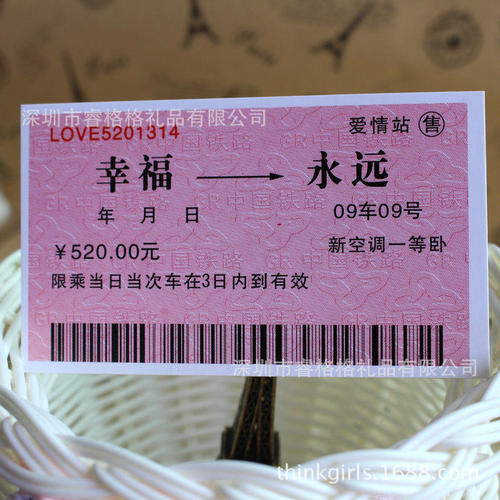 深圳市睿格格礼品有限公司
LOVE5201314
爱情站 售
幸福 → 永远
年 月 日 09车09号
¥520.00元 新空调一等卧
限乘当日当次车在3日内到有效
深圳市睿格格礼品有限公司
thinkgirls.1688.com